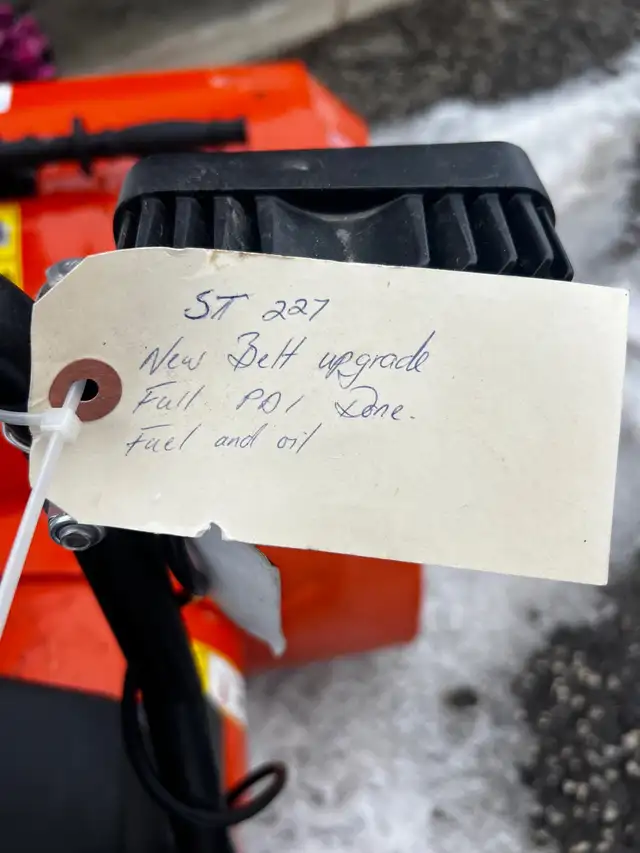 ST 227
New Belt upgrade
Full PDI Done.
Fuel and oil